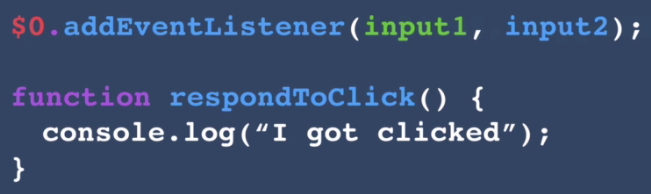 $0.addEventListener(input1, input2);
function respondToClick() {
console.log(“I got clicked”);
}